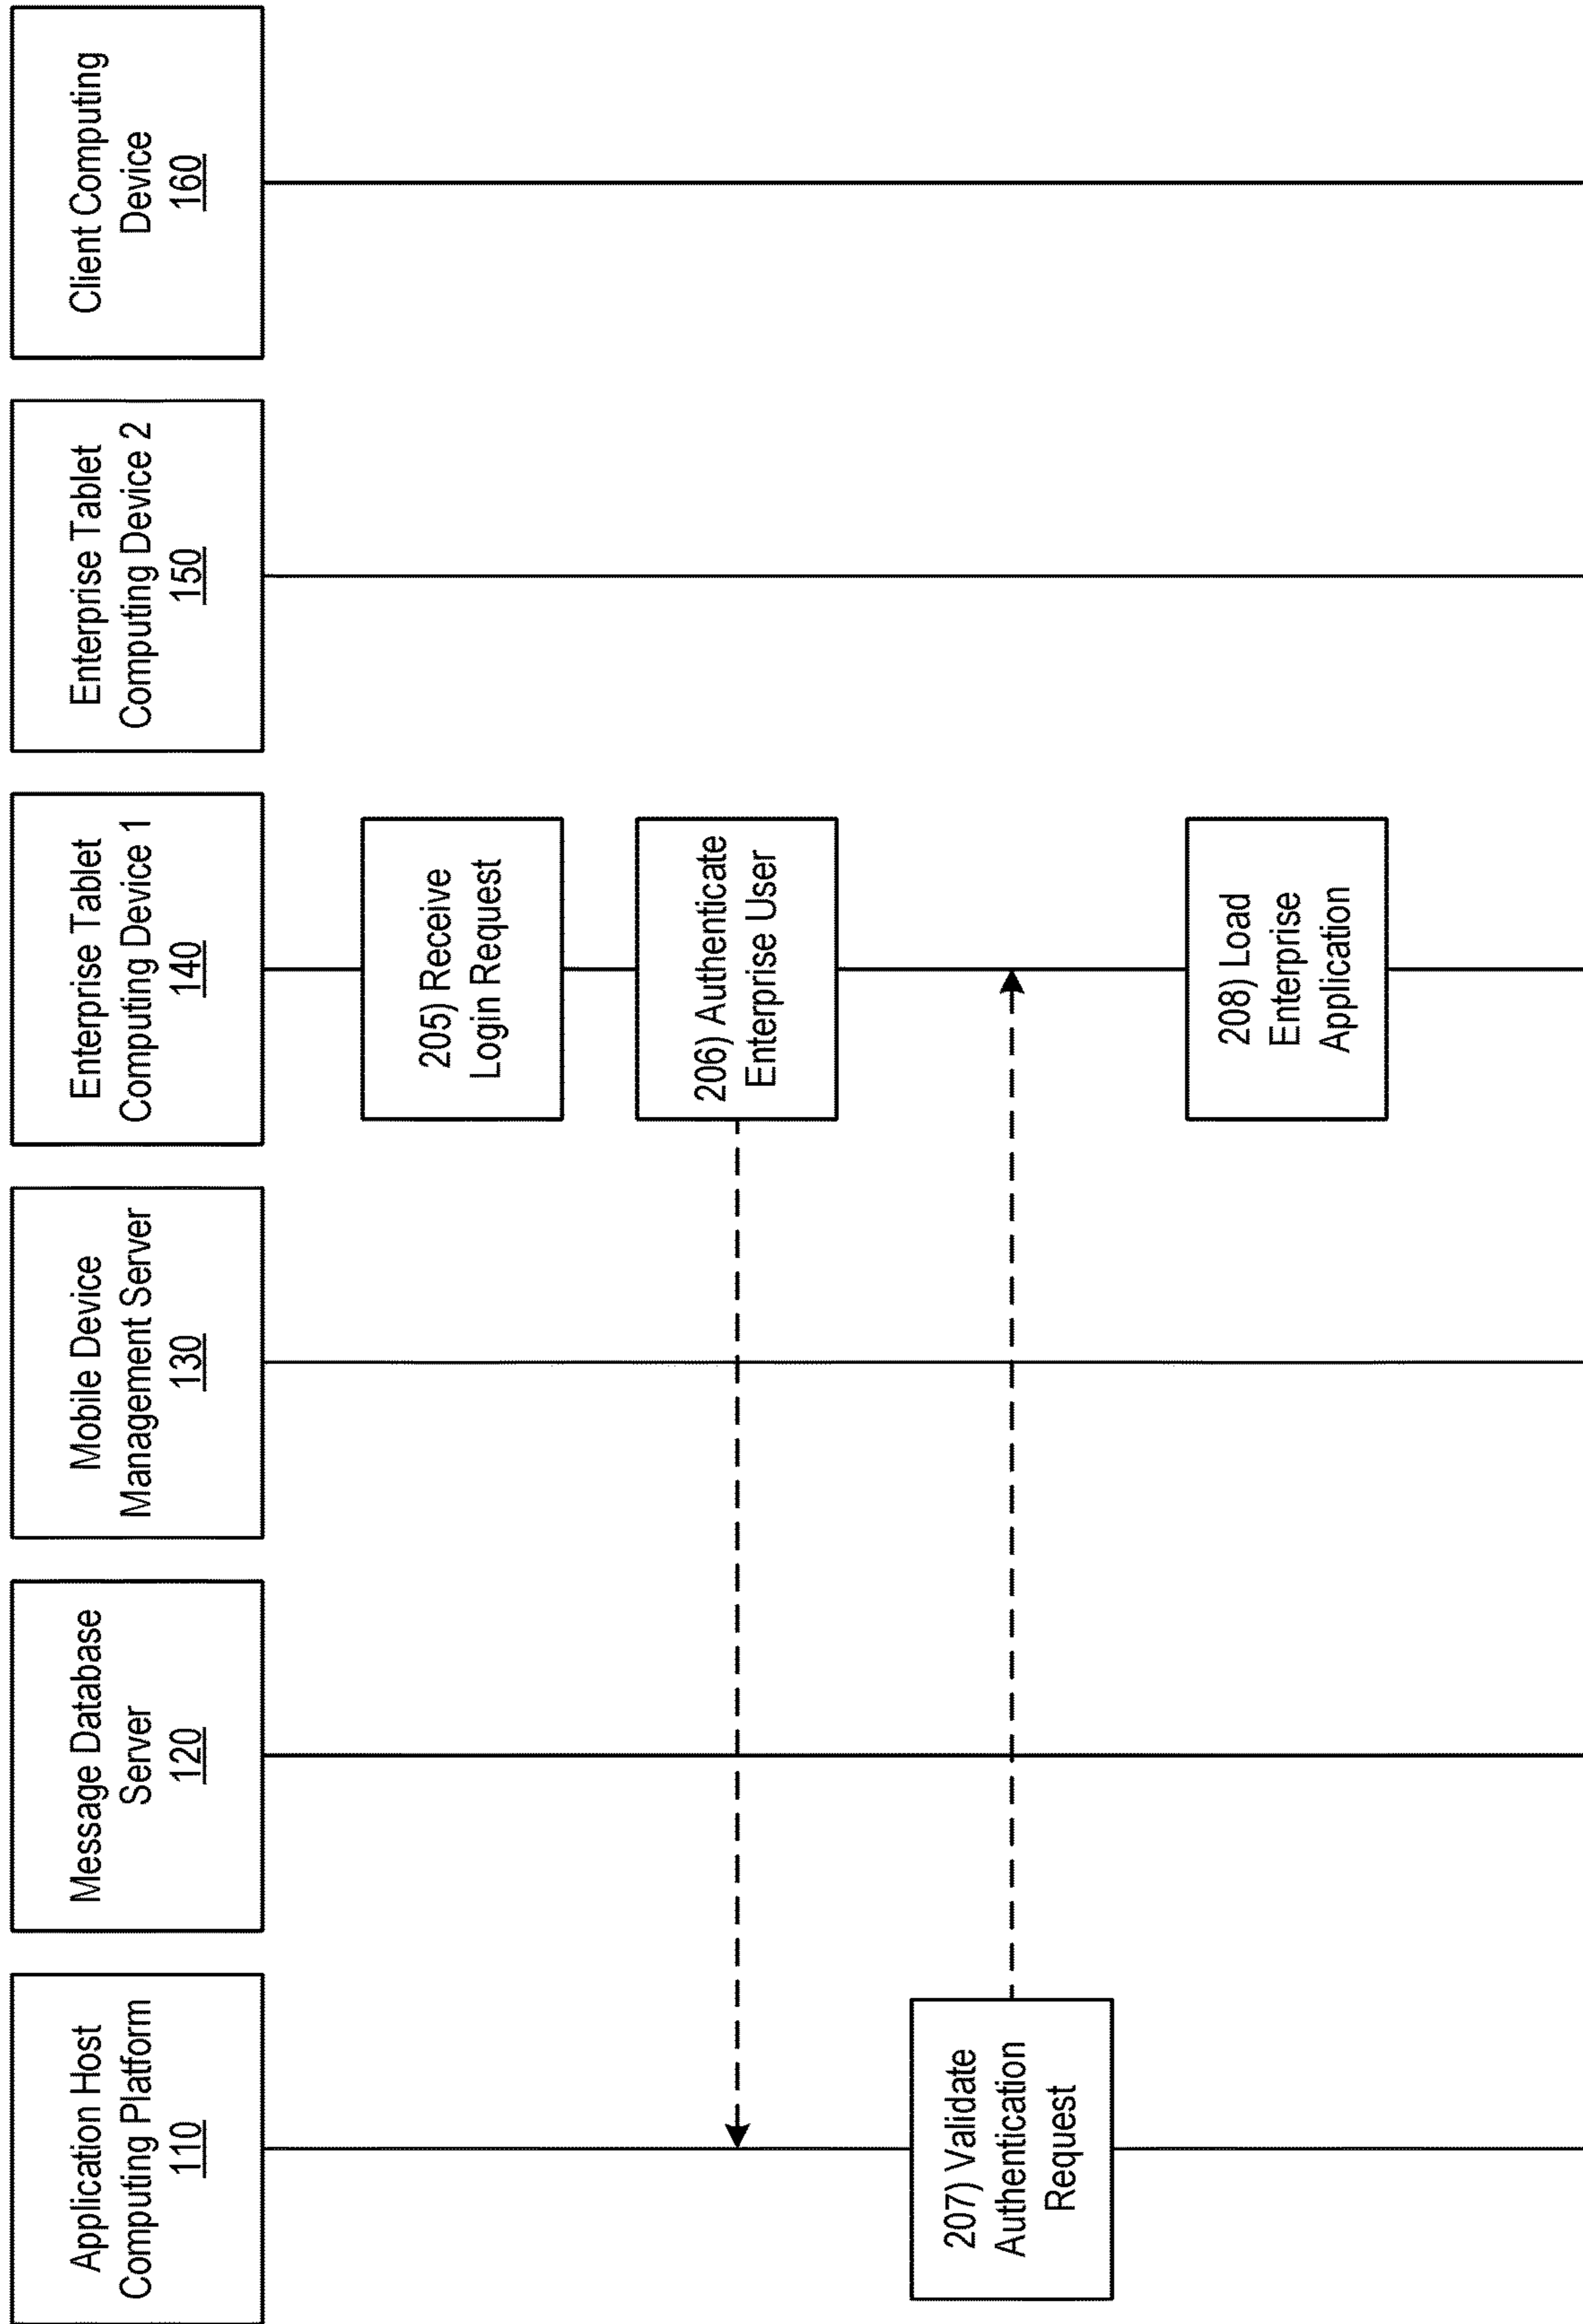 Application Host
Computing Platform
110
Message Database
Server
120
Mobile Device
Management Server
130
Enterprise Tablet
Computing Device 1
140
Enterprise Tablet
Computing Device 2
150
Client Computing
Device
160
205) Receive
Login Request
206) Authenticate
Enterprise User
207) Validate
Authentication
Request
208) Load
Enterprise
Application